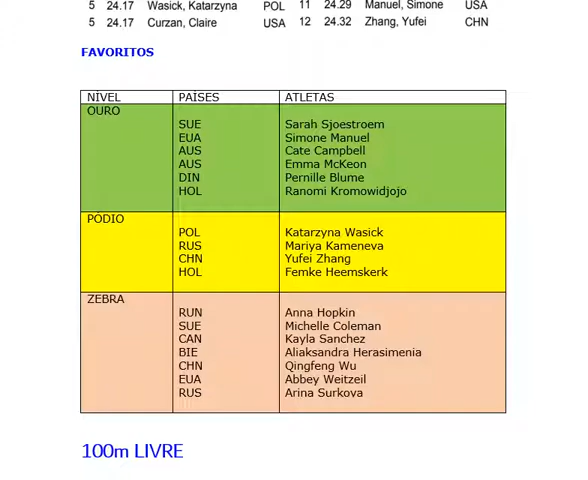 5 24.17 Wasick, Katarzyna POL 11 24.29 Manuel, Simone USA
5 24.17 Curzan, Claire USA 12 24.32 Zhang, Yufei CHN
FAVORITOS
NÍVEL PAÍSES ATLETAS
OURO
SUE Sarah Sjoestroem
EUA Simone Manuel
AUS Cate Campbell
AUS Emma McKeon
DIN Pernille Blume
HOL Ranomi Kromowidjojo
PÓDIO
POL Katarzyna Wasick
RUS Mariya Kameneva
CHN Yufei Zhang
HOL Femke Heemskerk
ZEBRA
RUN Anna Hopkin
SUE Michelle Coleman
CAN Kayla Sanchez
BIE Aliaksandra Herasimenia
CHN Qingfeng Wu
EUA Abbey Weitzeil
RUS Arina Surkova
100m LIVRE